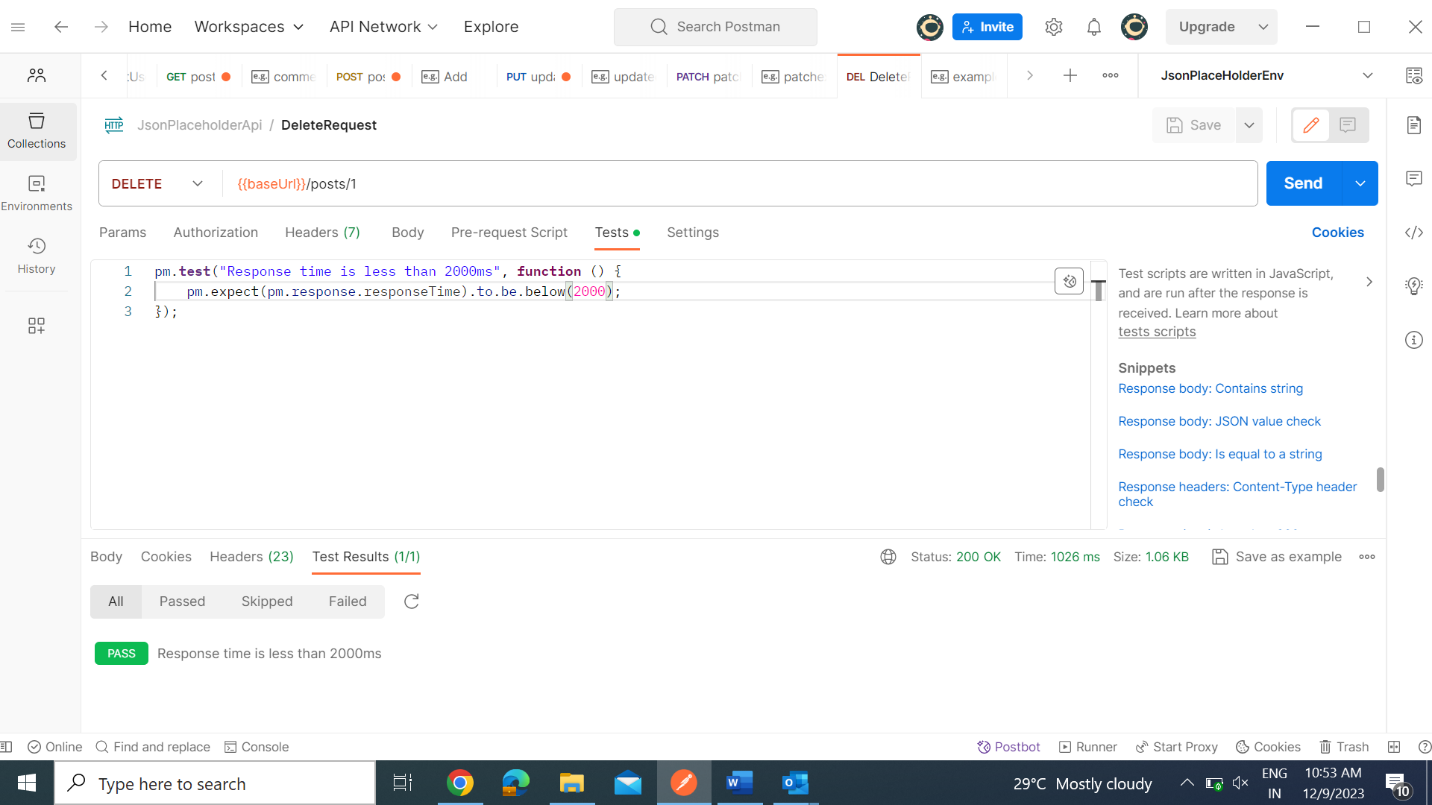 Home Workspaces API Network Explore Search Postman Invite Upgrade
GET post e.g. comme POST pos e.g. Add PUT upda e.g. update PATCH patc e.g. patche DEL Delete e.g. exampl JsonPlaceHolderEnv
HTTP JsonPlaceholderApi / DeleteRequest Save
Collections
Environments
History
DELETE {{baseUrl}}/posts/1 Send
Params Authorization Headers (7) Body Pre-request Script Tests Settings Cookies
1 pm.test("Response time is less than 2000ms", function () {
2 pm.expect(pm.response.responseTime).to.be.below(2000);
3 });
Test scripts are written in JavaScript,
and are run after the response is
received. Learn more about
tests scripts
Snippets
Response body: Contains string
Response body: JSON value check
Response body: Is equal to a string
Response headers: Content-Type header
check
Body Cookies Headers (23) Test Results (1/1) Status: 200 OK Time: 1026 ms Size: 1.06 KB Save as example
All Passed Skipped Failed
PASS Response time is less than 2000ms
Online Find and replace Console Postbot Runner Start Proxy Cookies Trash
Type here to search 29°C Mostly cloudy ENG IN 10:53 AM 12/9/2023 10